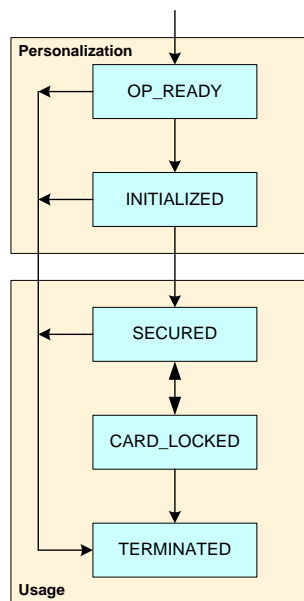 Personalization
OP_READY
INITIALIZED
SECURED
CARD_LOCKED
TERMINATED
Usage